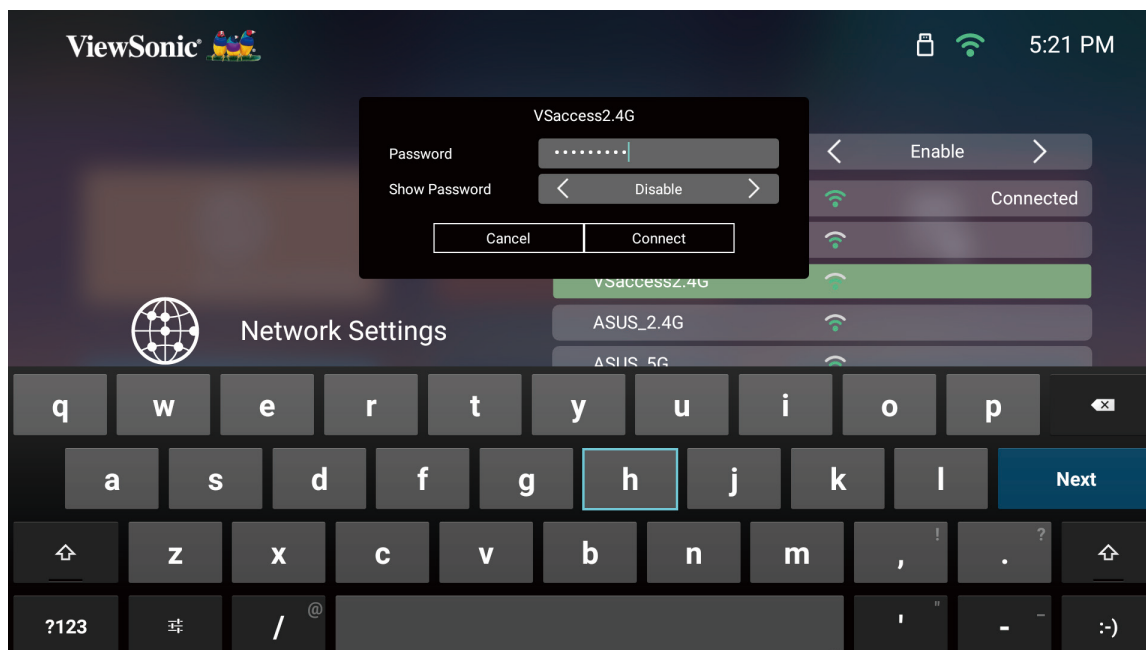 ViewSonic® 5:21 PM
VSaccess2.4G
Password •••••••••
Show Password Disable
Cancel Connect
Enable
Connected
VSaccess2.4G
ASUS_2.4G
ASUS_5G
Network Settings
q w e r t y u i o p
a s d f g h j k l Next
z x c v b n m , ! . ?
?123 / @ ' " - _ :-)